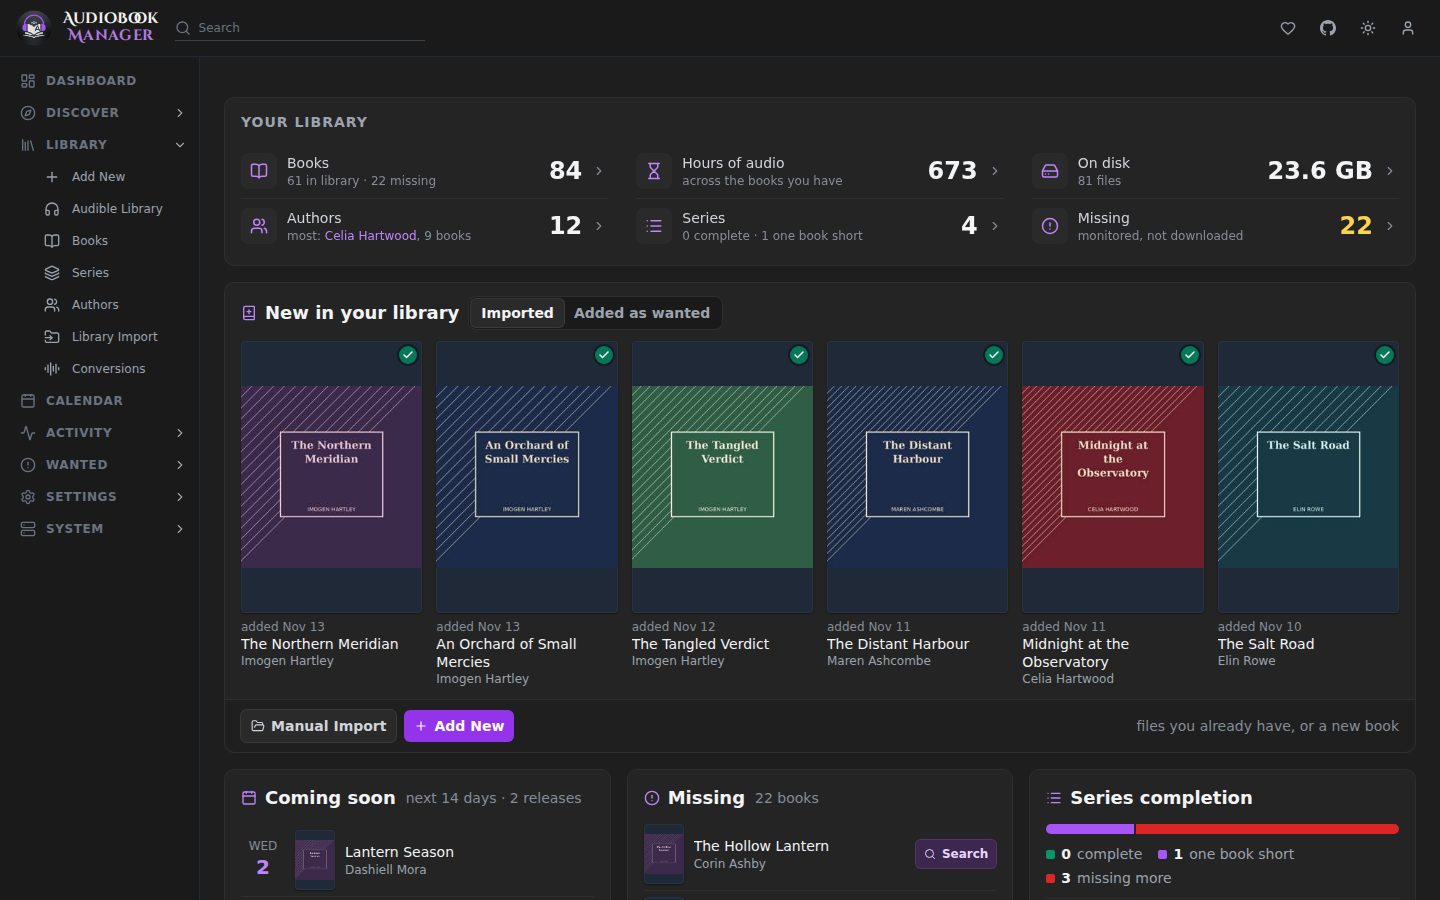 AUDIOBOOK
MANAGER
Search
DASHBOARD
DISCOVER
LIBRARY
Add New
Audible Library
Books
Series
Authors
Library Import
Conversions
CALENDAR
ACTIVITY
WANTED
SETTINGS
SYSTEM
YOUR LIBRARY
Books
61 in library · 22 missing
84
Hours of audio
across the books you have
673
On disk
81 files
23.6 GB
Authors
most: Celia Hartwood, 9 books
12
Series
0 complete · 1 one book short
4
Missing
monitored, not downloaded
22
New in your library
Imported
Added as wanted
The Northern
Meridian
IMOGEN HARTLEY
An Orchard of
Small Mercies
IMOGEN HARTLEY
The Tangled
Verdict
IMOGEN HARTLEY
The Distant
Harbour
MAREN ASHCOMBE
Midnight at
the
Observatory
CELIA HARTWOOD
The Salt Road
ELIN ROWE
added Nov 13
The Northern Meridian
Imogen Hartley
added Nov 13
An Orchard of Small
Mercies
Imogen Hartley
added Nov 12
The Tangled Verdict
Imogen Hartley
added Nov 11
The Distant Harbour
Maren Ashcombe
added Nov 11
Midnight at the
Observatory
Celia Hartwood
added Nov 10
The Salt Road
Elin Rowe
Manual Import
Add New
files you already have, or a new book
Coming soon next 14 days · 2 releases
WED
2
Lantern Season
Dashiell Mora
Missing 22 books
The Hollow Lantern
Corin Ashby
Search
Series completion
0 complete
1 one book short
3 missing more